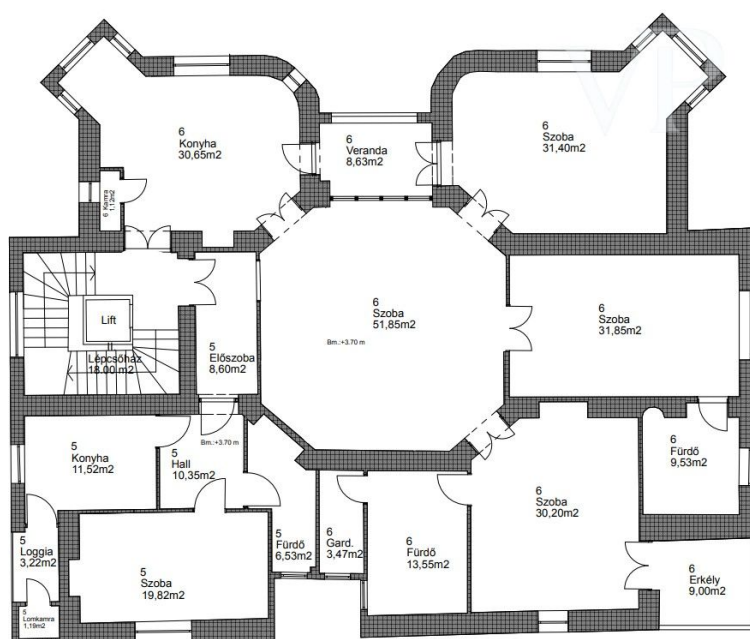 VP
6
Konyha
30,65m2
6
Veranda
8,63m2
6
Szoba
31,40m2
6 Kamra
1,12m2
Lift
Lépcsőház
18,00 m2
5
Előszoba
8,60m2
6
Szoba
51,85m2
Bm.:+3.70 m
6
Szoba
31,85m2
5
Konyha
11,52m2
Bm.:+3.70 m
5
Hall
10,35m2
6
Fürdő
9,53m2
6
Szoba
30,20m2
5
Loggia
3,22m2
5
Szoba
19,82m2
5
Fürdő
6,53m2
6
Gard.
3,47m2
6
Fürdő
13,55m2
6
Erkély
9,00m2
5
Lomkamra
1,19m2